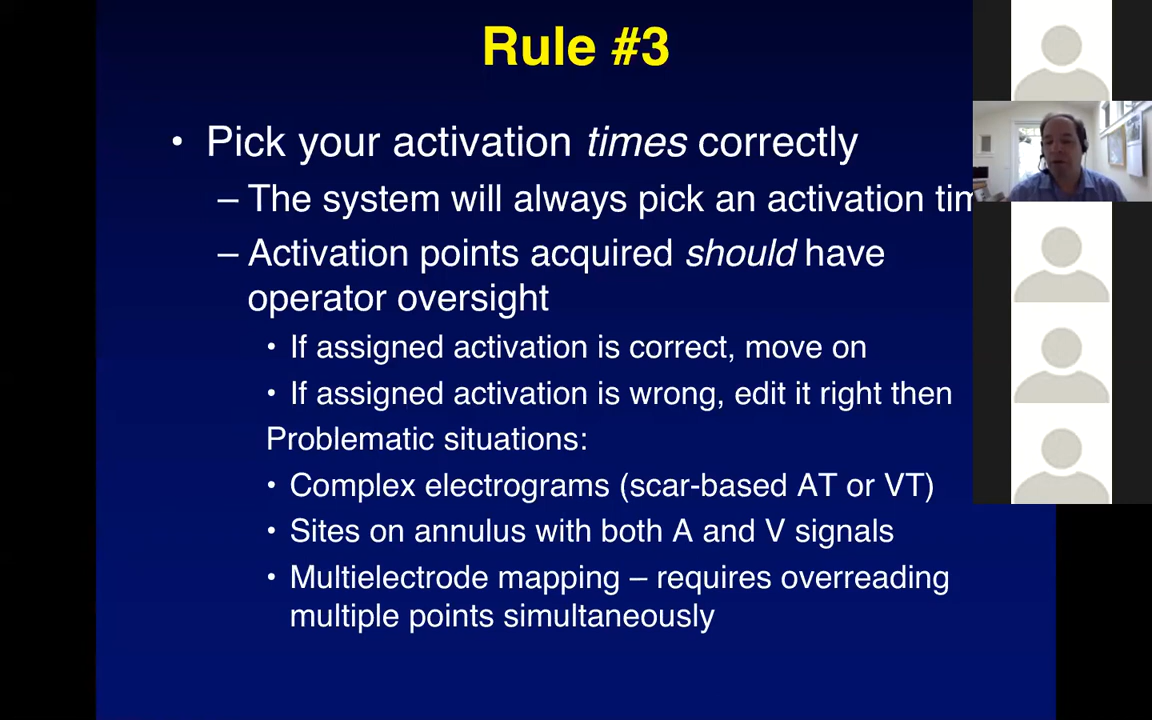 Rule #3
• Pick your activation times correctly
– The system will always pick an activation
– Activation points acquired should have
operator oversight
• If assigned activation is correct, move on
• If assigned activation is wrong, edit it right then
Problematic situations:
• Complex electrograms (scar-based AT or VT)
• Sites on annulus with both A and V signals
• Multielectrode mapping – requires overreading
multiple points simultaneously